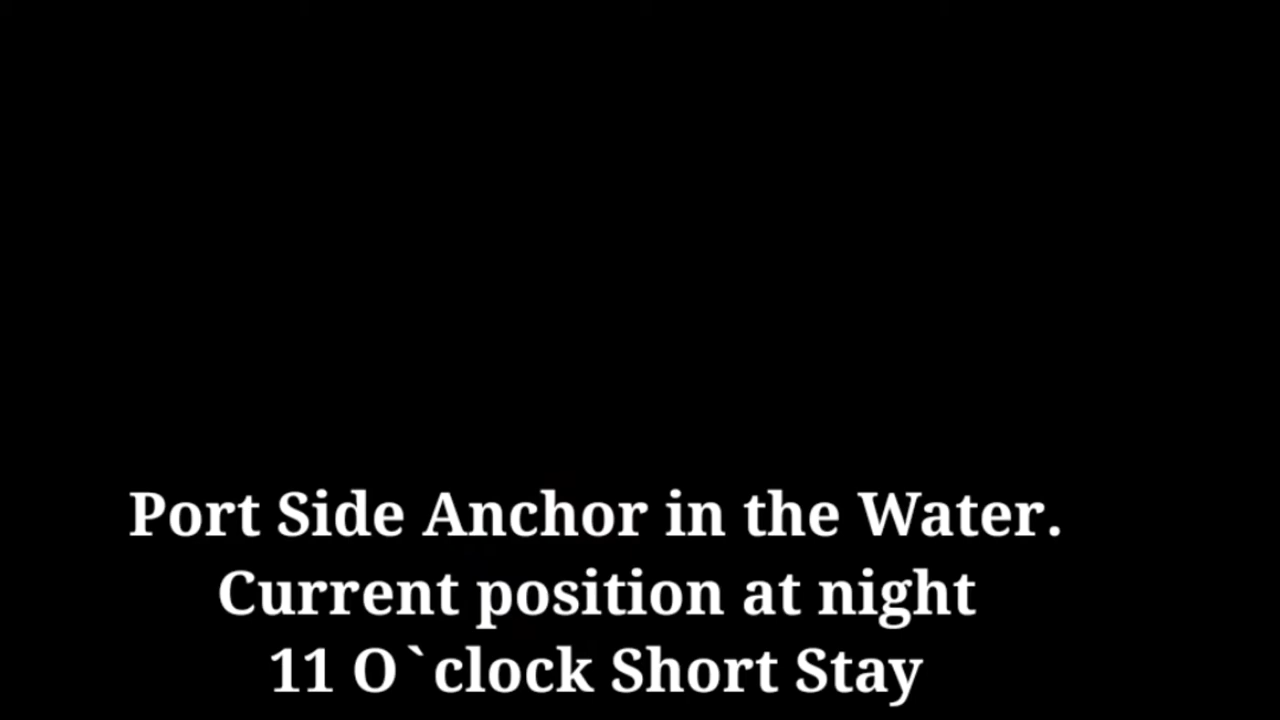 Port Side Anchor in the Water.
Current position at night
11 O`clock Short Stay